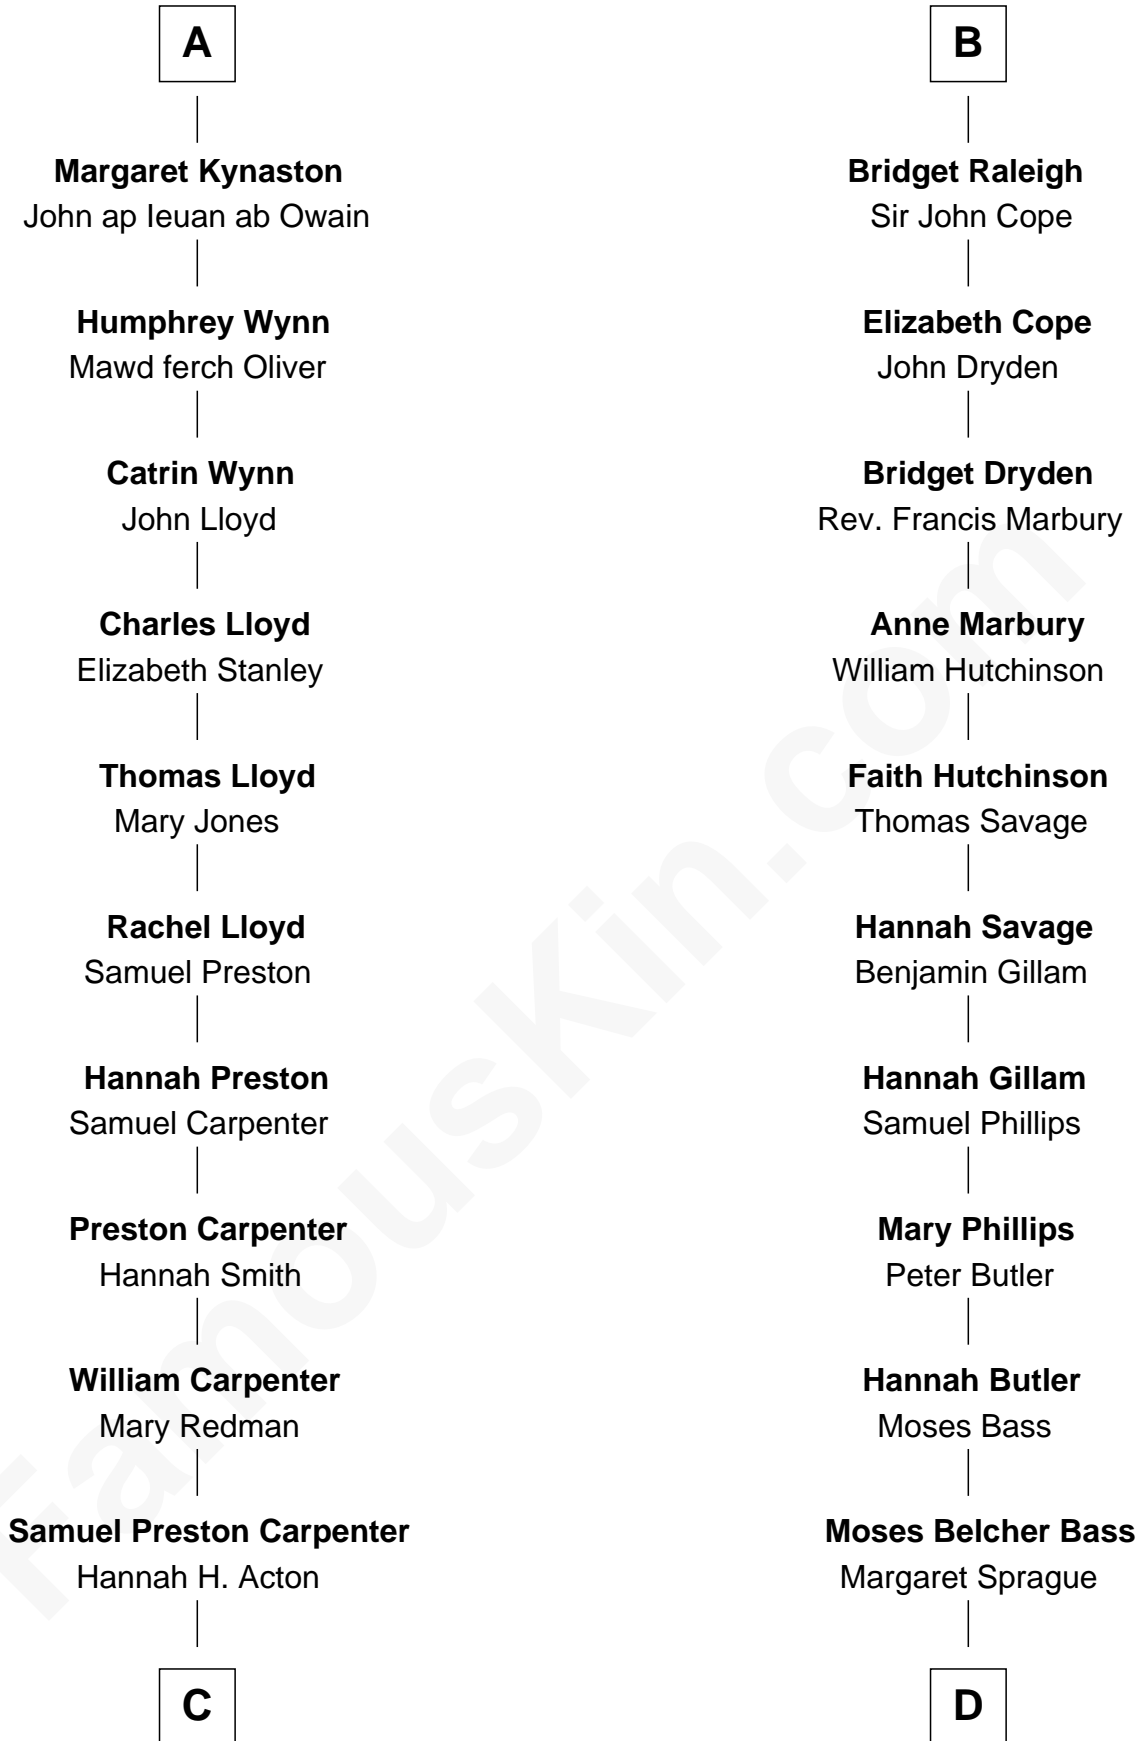 A
Margaret Kynaston
John ap Ieuan ab Owain
Humphrey Wynn
Mawd ferch Oliver
Catrin Wynn
John Lloyd
Charles Lloyd
Elizabeth Stanley
Thomas Lloyd
Mary Jones
Rachel Lloyd
Samuel Preston
Hannah Preston
Samuel Carpenter
Preston Carpenter
Hannah Smith
William Carpenter
Mary Redman
Samuel Preston Carpenter
Hannah H. Acton
C
B
Bridget Raleigh
Sir John Cope
Elizabeth Cope
John Dryden
Bridget Dryden
Rev. Francis Marbury
Anne Marbury
William Hutchinson
Faith Hutchinson
Thomas Savage
Hannah Savage
Benjamin Gillam
Hannah Gillam
Samuel Phillips
Mary Phillips
Peter Butler
Hannah Butler
Moses Bass
Moses Belcher Bass
Margaret Sprague
D
FamousKin.com